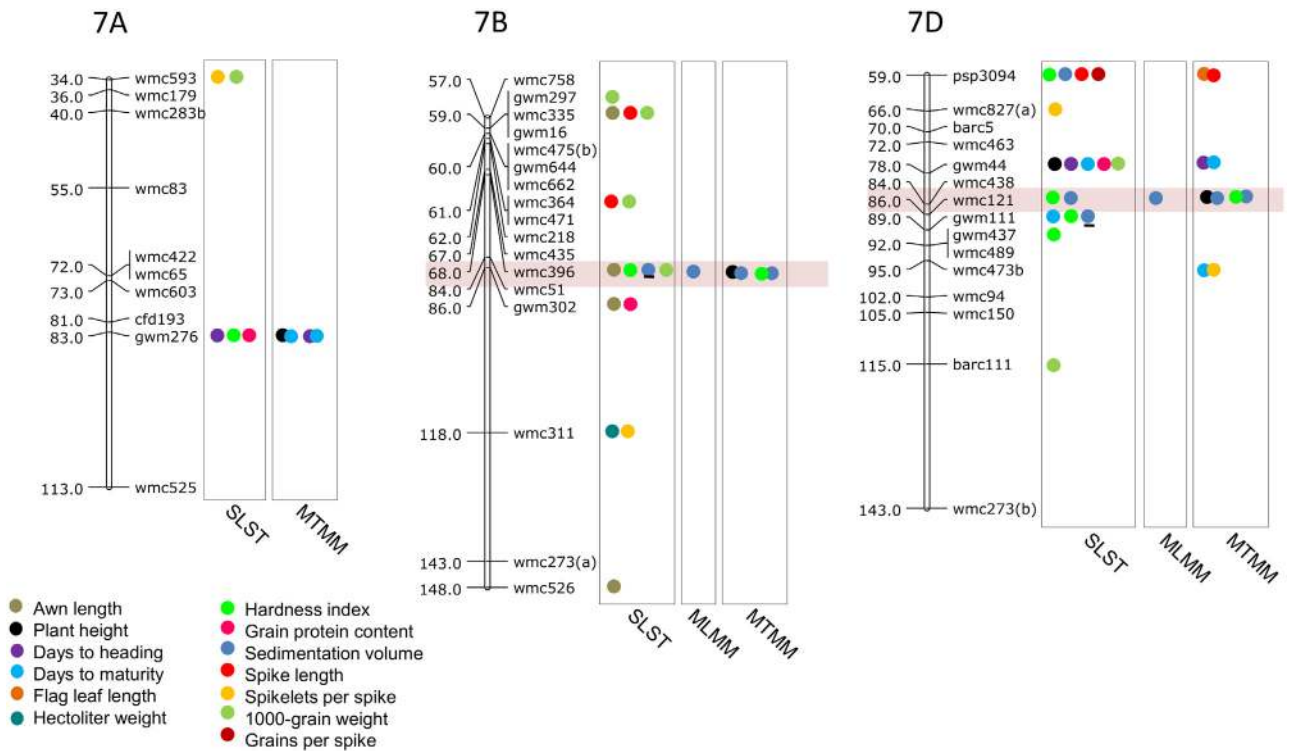 7A
34.0 wmc593
36.0 wmc179
40.0 wmc283b
55.0 wmc83
wmc422
72.0 wmc65
73.0 wmc603
81.0 cfd193
83.0 gwm276
113.0 wmc525
SLST
MTMM
7B
57.0 wmc758
gwm297
59.0 wmc335
gwm16
wmc475(b)
60.0 gwm644
wmc662
wmc364
61.0 wmc471
62.0 wmc218
67.0 wmc435
68.0 wmc396
84.0 wmc51
86.0 gwm302
118.0 wmc311
143.0 wmc273(a)
148.0 wmc526
SLST
MLMM
MTMM
7D
59.0 psp3094
66.0 wmc827(a)
70.0 barc5
72.0 wmc463
78.0 gwm44
84.0 wmc438
86.0 wmc121
89.0 gwm111
gwm437
92.0 wmc489
95.0 wmc473b
102.0 wmc94
105.0 wmc150
115.0 barc111
143.0 wmc273(b)
SLST
MLMM
MTMM
Awn length
Plant height
Days to heading
Days to maturity
Flag leaf length
Hectoliter weight
Hardness index
Grain protein content
Sedimentation volume
Spike length
Spikelets per spike
1000-grain weight
Grains per spike